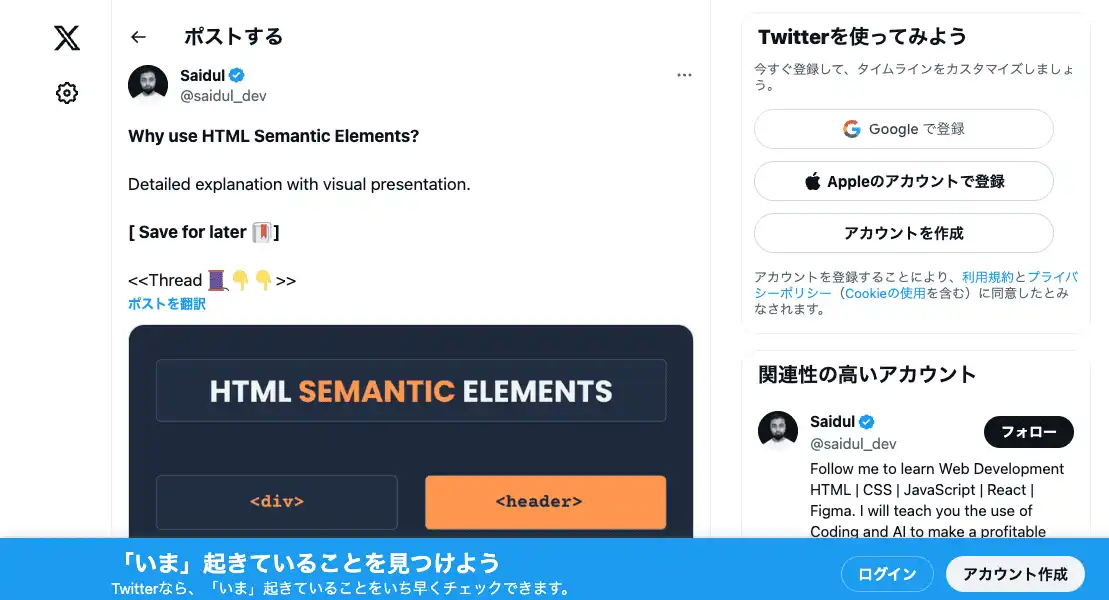 ポストする
Saidul
@saidul_dev
Why use HTML Semantic Elements?
Detailed explanation with visual presentation.
[ Save for later 📕]
<<Thread 🧵👇👇>>
ポストを翻訳
HTML SEMANTIC ELEMENTS
<div>
<header>
Twitterを使ってみよう
今すぐ登録して、タイムラインをカスタマイズしましょ
う。
Google で登録
Appleのアカウントで登録
アカウントを作成
アカウントを登録することにより、利用規約とプライバ
シーポリシー（Cookieの使用を含む）に同意したとみ
なされます。
関連性の高いアカウント
Saidul
@saidul_dev
フォロー
Follow me to learn Web Development
HTML | CSS | JavaScript | React |
Figma. I will teach you the use of
Coding and AI to make a profitable
「いま」起きていることを見つけよう
Twitterなら、「いま」起きていることをいち早くチェックできます。
ログイン
アカウント作成